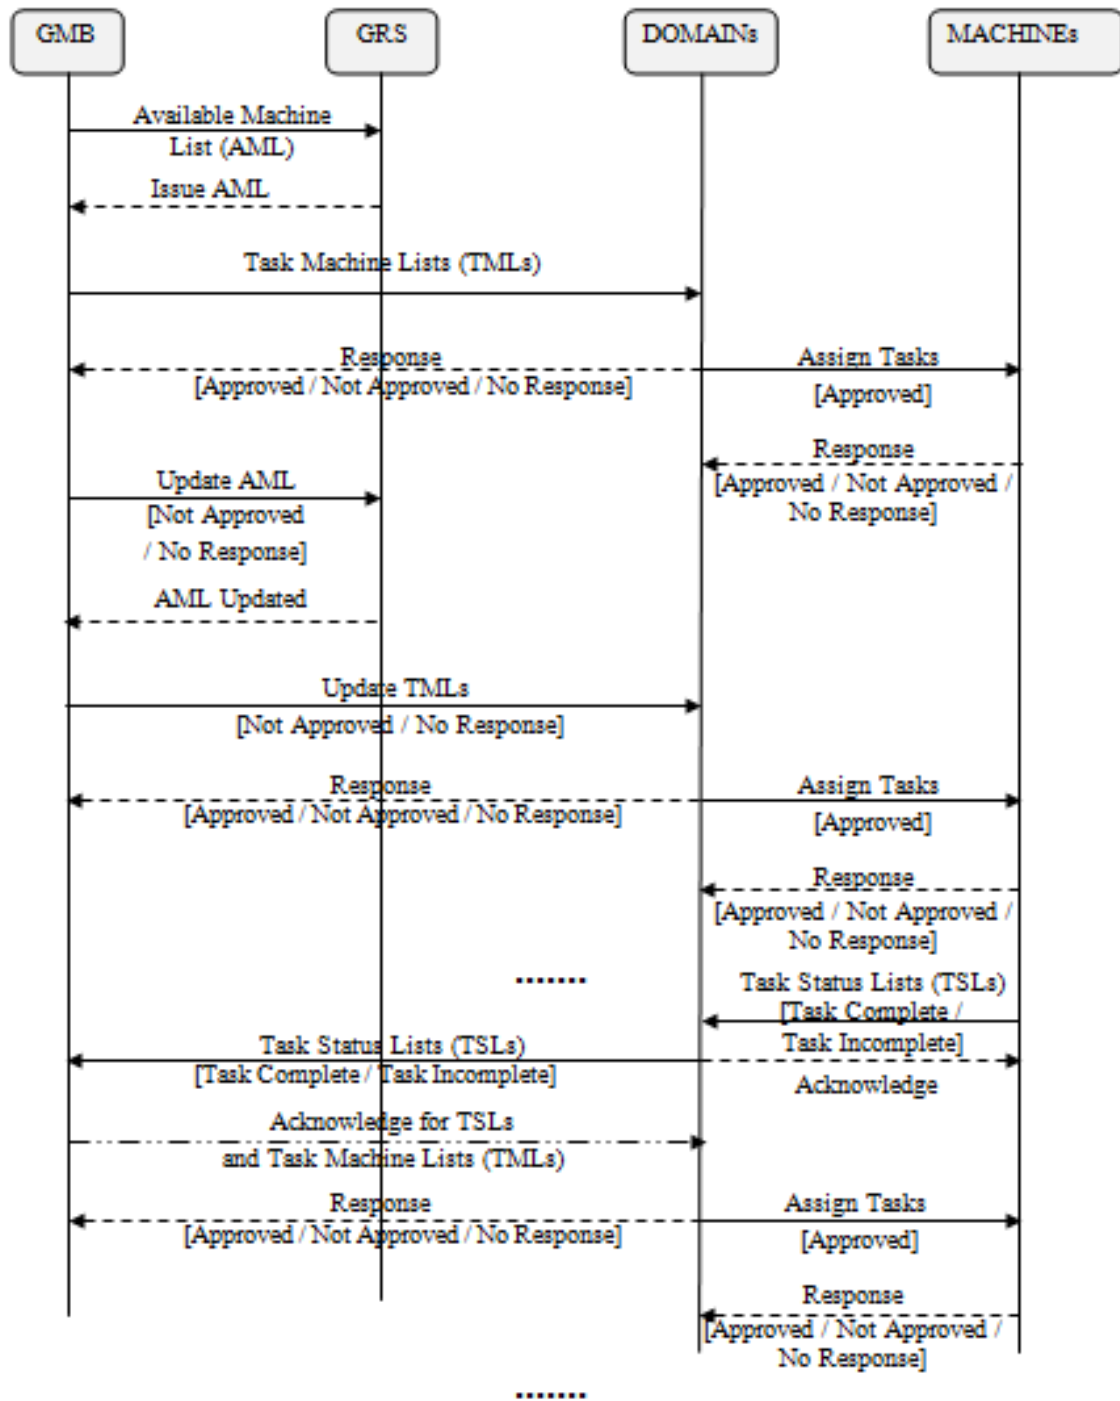 GMB
GRS
DOMAINs
MACHINEs
Available Machine
List (AML)
Issue AML
Task Machine Lists (TMLs)
Response
[Approved / Not Approved / No Response]
Assign Tasks
[Approved]
Response
[Approved / Not Approved /
No Response]
Update AML
[Not Approved
/ No Response]
AML Updated
Update TMLs
[Not Approved / No Response]
Response
[Approved / Not Approved / No Response]
Assign Tasks
[Approved]
Response
[Approved / Not Approved /
No Response]
.......
Task Status Lists (TSLs)
[Task Complete /
Task Incomplete]
Task Status Lists (TSLs)
[Task Complete / Task Incomplete]
Acknowledge
Acknowledge for TSLs
and Task Machine Lists (TMLs)
Response
[Approved / Not Approved / No Response]
Assign Tasks
[Approved]
Response
[Approved / Not Approved /
No Response]
.......